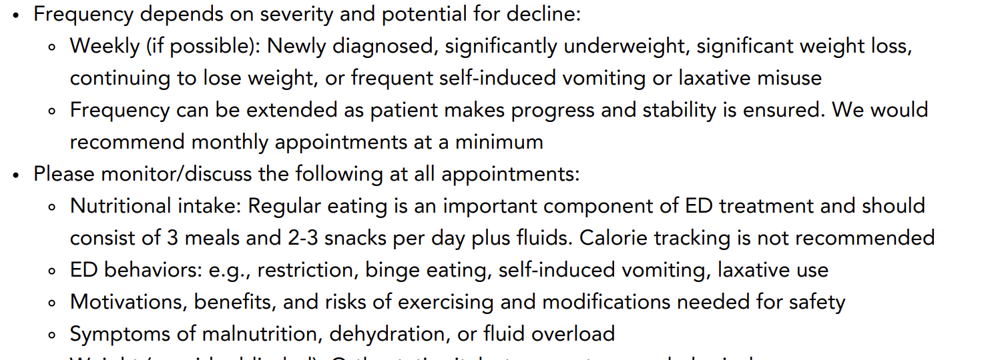 • Frequency depends on severity and potential for decline:
◦ Weekly (if possible): Newly diagnosed, significantly underweight, significant weight loss,
continuing to lose weight, or frequent self-induced vomiting or laxative misuse
◦ Frequency can be extended as patient makes progress and stability is ensured. We would
recommend monthly appointments at a minimum
• Please monitor/discuss the following at all appointments:
◦ Nutritional intake: Regular eating is an important component of ED treatment and should
consist of 3 meals and 2-3 snacks per day plus fluids. Calorie tracking is not recommended
◦ ED behaviors: e.g., restriction, binge eating, self-induced vomiting, laxative use
◦ Motivations, benefits, and risks of exercising and modifications needed for safety
◦ Symptoms of malnutrition, dehydration, or fluid overload